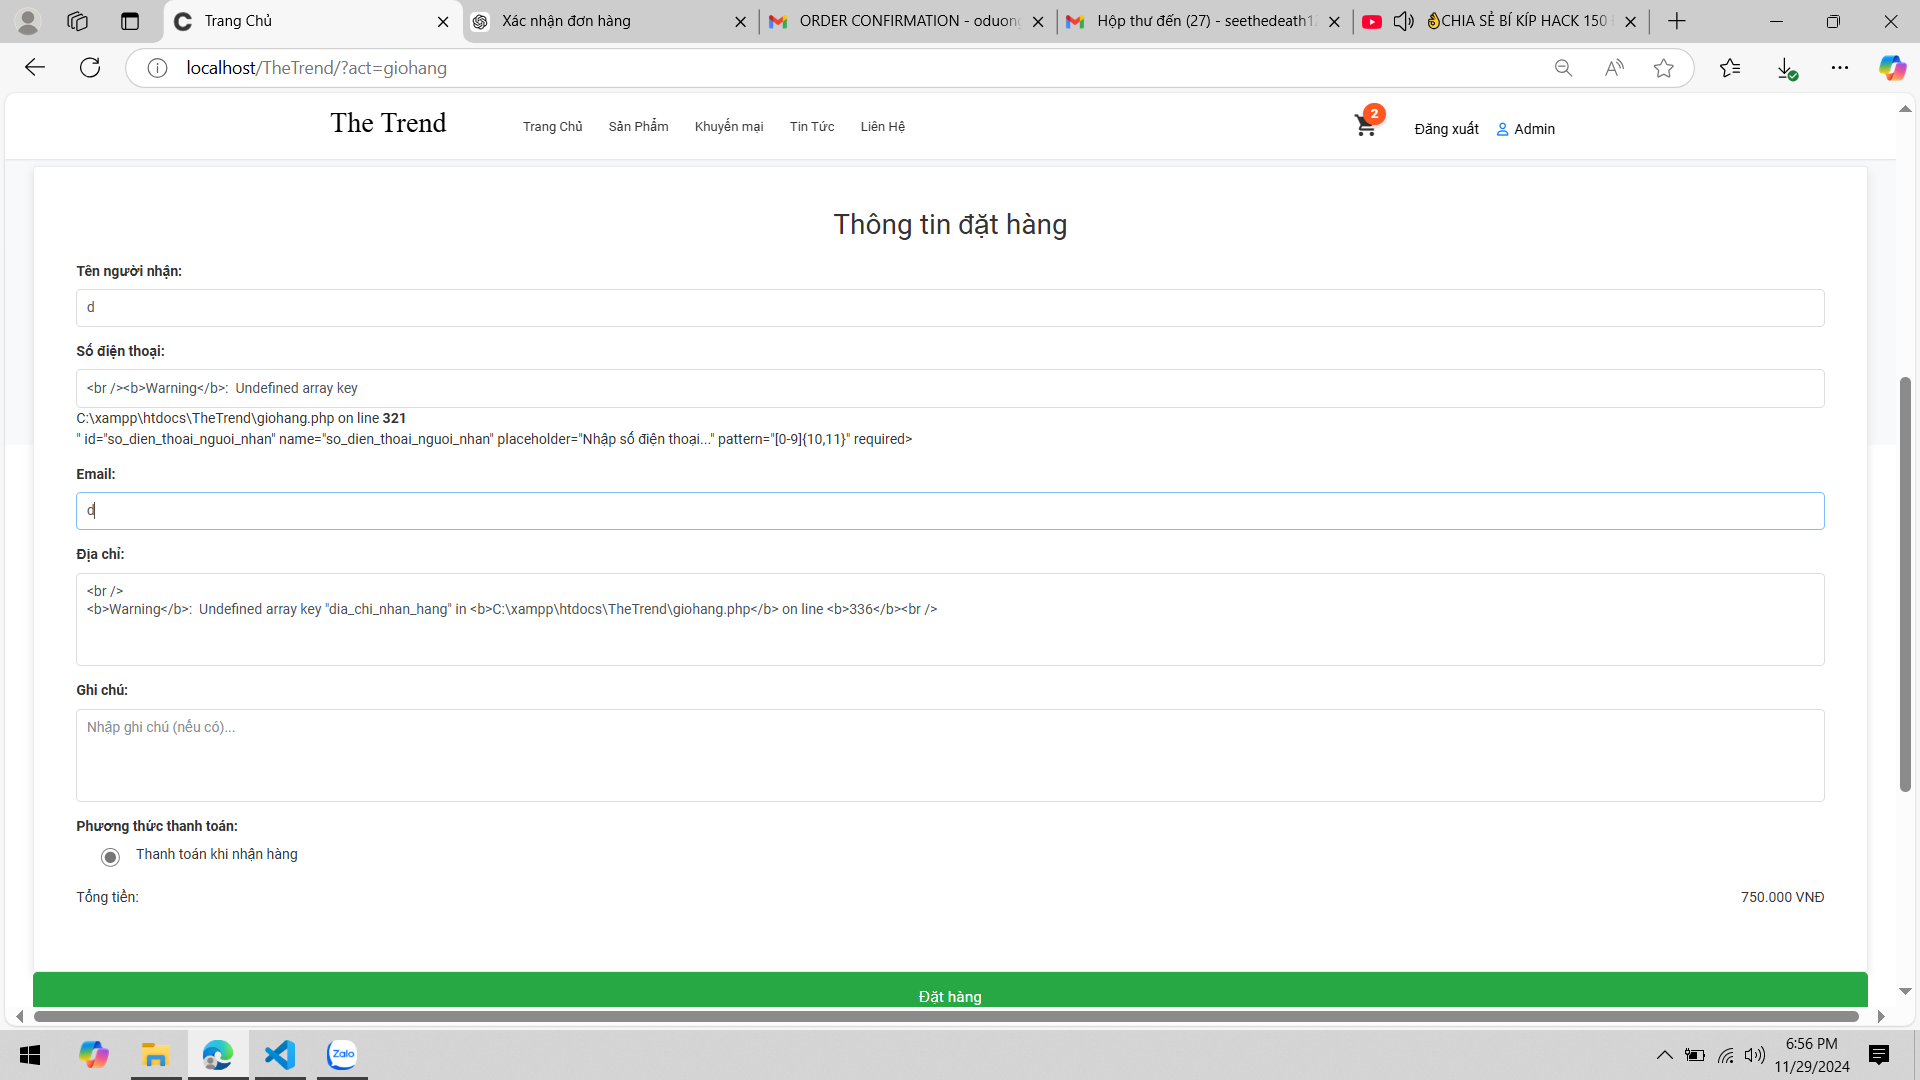 Trang Chủ
Xác nhận đơn hàng
ORDER CONFIRMATION - oduong
Hộp thư đến (27) - seethedeath12
👌CHIA SẺ BÍ KÍP HACK 150
localhost/TheTrend/?act=giohang
The Trend
Trang Chủ
Sản Phẩm
Khuyến mại
Tin Tức
Liên Hệ
2
Đăng xuất
Admin
Thông tin đặt hàng
Tên người nhận:
d
Số điện thoại:
<br /><b>Warning</b>:  Undefined array key
C:\xampp\htdocs\TheTrend\giohang.php on line 321
" id="so_dien_thoai_nguoi_nhan" name="so_dien_thoai_nguoi_nhan" placeholder="Nhập số điện thoại..." pattern="[0-9]{10,11}" required>
Email:
d
Địa chỉ:
<br />
<b>Warning</b>:  Undefined array key "dia_chi_nhan_hang" in <b>C:\xampp\htdocs\TheTrend\giohang.php</b> on line <b>336</b><br />
Ghi chú:
Nhập ghi chú (nếu có)...
Phương thức thanh toán:
Thanh toán khi nhận hàng
Tổng tiền:
750.000 VNĐ
Đặt hàng
Zalo
6:56 PM
11/29/2024